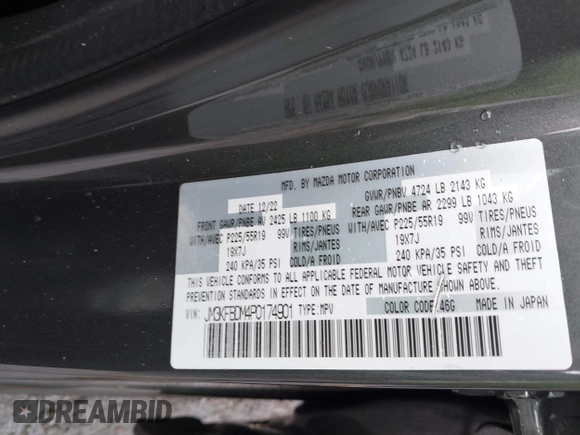 MFD. BY MAZDA MOTOR CORPORATION
DATE 12/22 GVWR/PNBV 4724 LB 2143 KG
FRONT GAWR/PNBE AV 2425 LB 1100 KG REAR GAWR/PNBE AR 2299 LB 1043 KG
WITH/AVEC P225/55R19 99V TIRES/PNEUS WITH/AVEC P225/55R19 99V TIRES/PNEUS
19X7J RIMS/JANTES 19X7J RIMS/JANTES
240 KPA/35 PSI COLD/A FROID 240 KPA/35 PSI COLD/A FROID
THIS VEHICLE CONFORMS TO ALL APPLICABLE FEDERAL MOTOR VEHICLE SAFETY AND THEFT
PREVENTION STANDARDS IN EFFECT ON THE DATE OF MANUFACTURE SHOWN ABOVE.
VIN: JM3KFBDM4P0174901 TYPE:MPV COLOR CODE:46G MADE IN JAPAN
DREAMBID